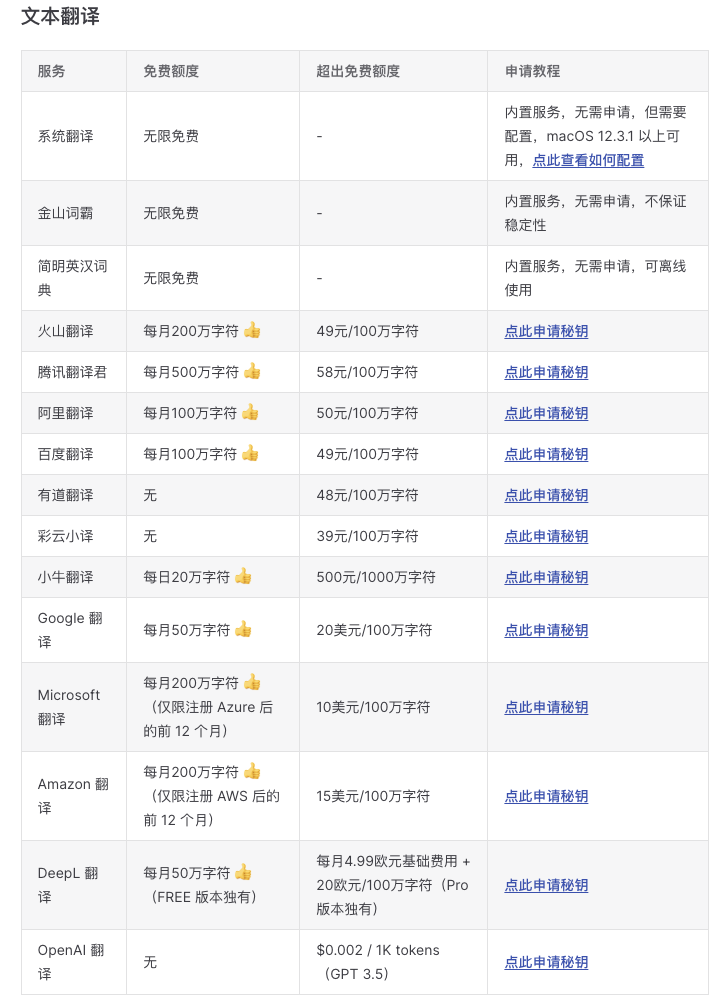 文本翻译
服务 免费额度 超出免费额度 申请教程
系统翻译 无限免费 - 内置服务，无需申请，但需要
配置，macOS 12.3.1 以上可
用，点此查看如何配置
金山词霸 无限免费 - 内置服务，无需申请，不保证
稳定性
简明英汉词
典 无限免费 - 内置服务，无需申请，可离线
使用
火山翻译 每月200万字符 👍 49元/100万字符 点此申请秘钥
腾讯翻译君 每月500万字符 👍 58元/100万字符 点此申请秘钥
阿里翻译 每月100万字符 👍 50元/100万字符 点此申请秘钥
百度翻译 每月100万字符 👍 49元/100万字符 点此申请秘钥
有道翻译 无 48元/100万字符 点此申请秘钥
彩云小译 无 39元/100万字符 点此申请秘钥
小牛翻译 每日20万字符 👍 500元/1000万字符 点此申请秘钥
Google 翻
译 每月50万字符 👍 20美元/100万字符 点此申请秘钥
Microsoft
翻译 每月200万字符 👍
（仅限注册 Azure 后
的前 12 个月） 10美元/100万字符 点此申请秘钥
Amazon 翻
译 每月200万字符 👍
（仅限注册 AWS 后的
前 12 个月） 15美元/100万字符 点此申请秘钥
DeepL 翻
译 每月50万字符 👍
（FREE 版本独有） 每月4.99欧元基础费用 +
20欧元/100万字符（Pro
版本独有） 点此申请秘钥
OpenAI 翻
译 无 $0.002 / 1K tokens
（GPT 3.5） 点此申请秘钥